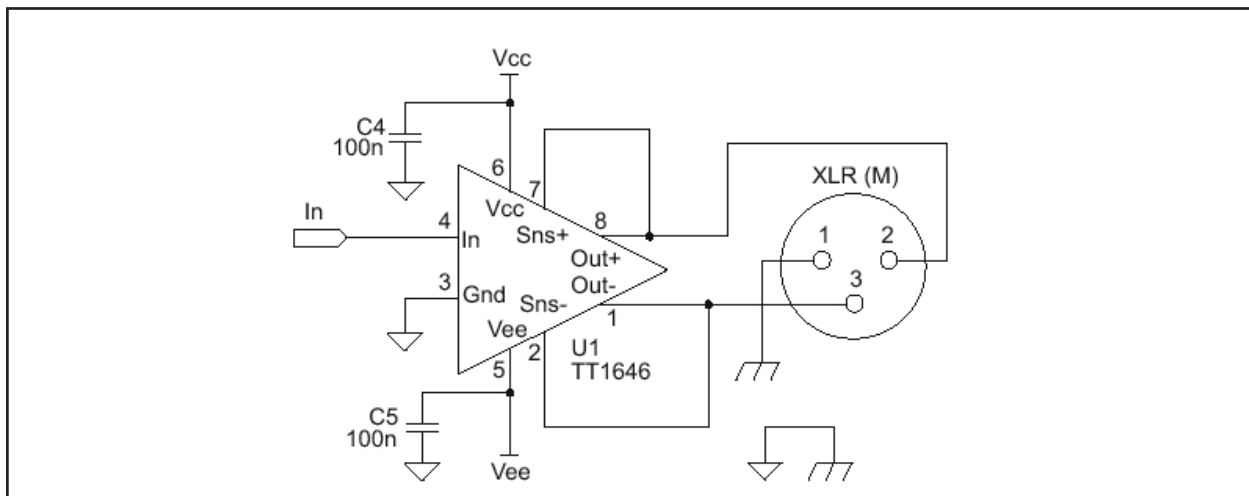 Vcc
C4
100n
6
7
XLR (M)
In
4
Vcc
8
1
2
In
Sns+
Out+
3
Gnd
Out-
3
Sns-
1
Vee
2
U1
TT1646
5
C5
100n
Vee